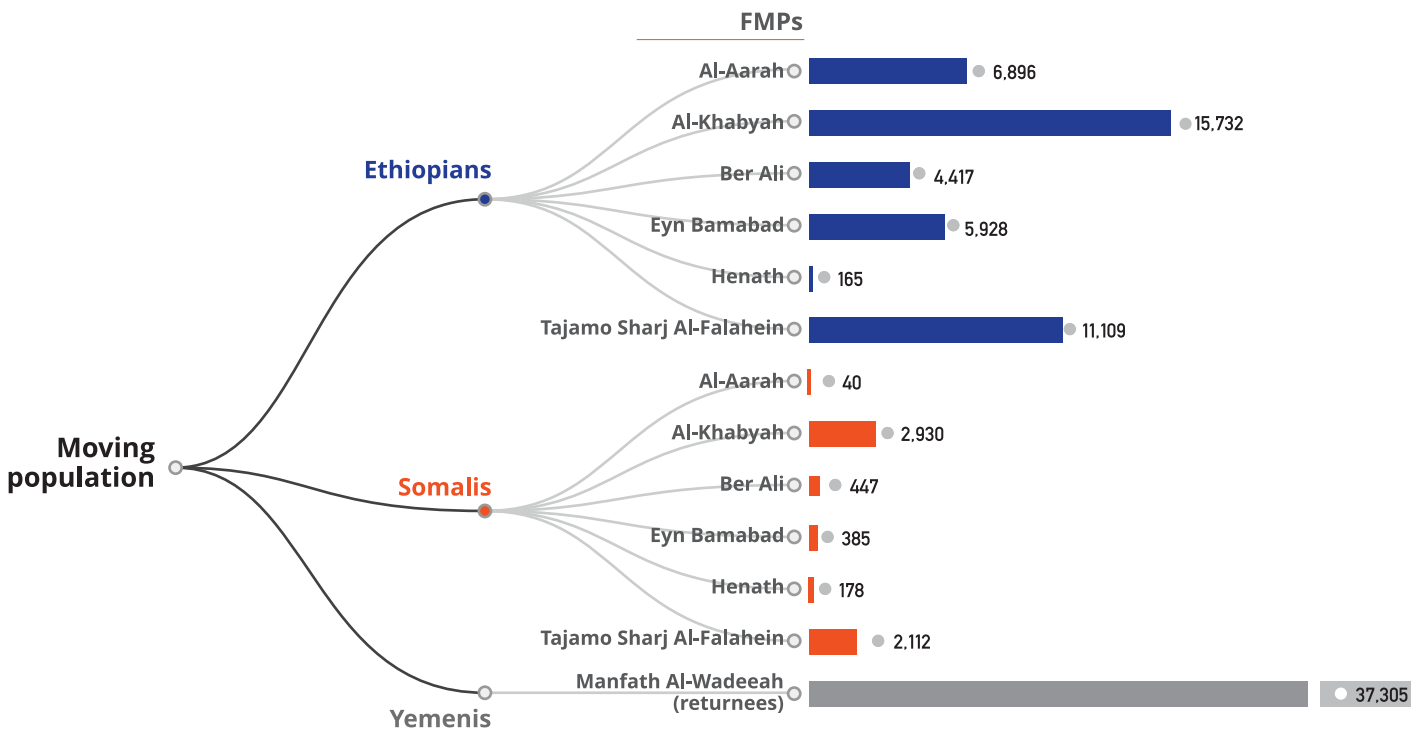 FMPs
Al-Aarah 6,896
Al-Khabyah 15,732
Ethiopians
Ber Ali 4,417
Eyn Bamabad 5,928
Henath 165
Tajamo Sharj Al-Falahein 11,109
Al-Aarah 40
Moving
population
Al-Khabyah 2,930
Somalis
Ber Ali 447
Eyn Bamabad 385
Henath 178
Tajamo Sharj Al-Falahein 2,112
Manfath Al-Wadeeah
(returnees)
37,305
Yemenis